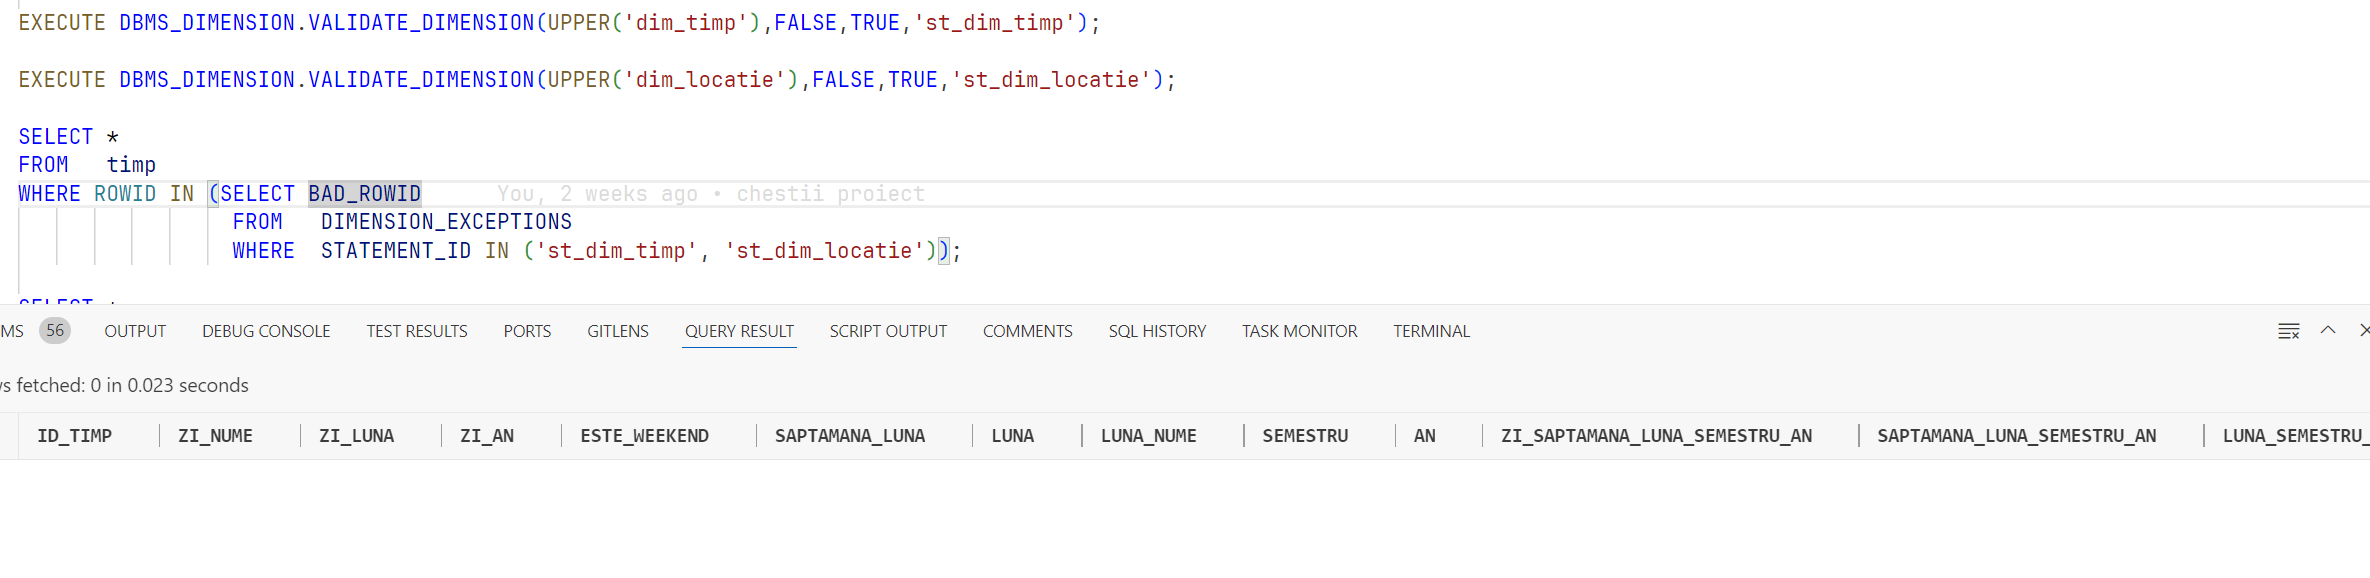 EXECUTE DBMS_DIMENSION.VALIDATE_DIMENSION(UPPER('dim_timp'),FALSE,TRUE,'st_dim_timp');
EXECUTE DBMS_DIMENSION.VALIDATE_DIMENSION(UPPER('dim_locatie'),FALSE,TRUE,'st_dim_locatie');
SELECT *
FROM timp
WHERE ROWID IN (SELECT BAD_ROWID You, 2 weeks ago • chestii proiect
FROM DIMENSION_EXCEPTIONS
WHERE STATEMENT_ID IN ('st_dim_timp', 'st_dim_locatie'));
MS 56 OUTPUT DEBUG CONSOLE TEST RESULTS PORTS GITLENS QUERY RESULT SCRIPT OUTPUT COMMENTS SQL HISTORY TASK MONITOR TERMINAL
s fetched: 0 in 0.023 seconds
ID_TIMP ZI_NUME ZI_LUNA ZI_AN ESTE_WEEKEND SAPTAMANA_LUNA LUNA LUNA_NUME SEMESTRU AN ZI_SAPTAMANA_LUNA_SEMESTRU_AN SAPTAMANA_LUNA_SEMESTRU_AN LUNA_SEMESTRU_